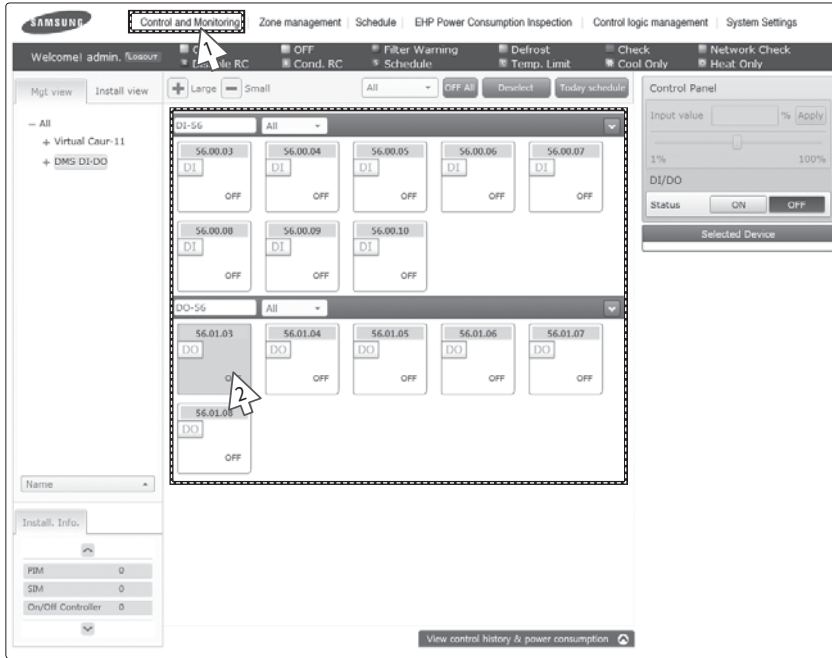 SAMSUNG
Control and Monitoring | Zone management | Schedule | EHP Power Consumption Inspection | Control logic management | System Settings
1
Welcome! admin. LOGOUT
OFF
Filter Warning
Defrost
Check
Network Check
RC
Cond. RC
Schedule
Temp. Limit
Cool Only
Heat Only
Mgt view
Install view
Large
Small
All
OFF All
Deselect
Today schedule
Control Panel
All
Virtual Caur-11
DMS DI-DO
Input value
% Apply
1%
100%
DI/DO
Status
ON
OFF
Selected Device
DI-56
All
56.00.03
56.00.04
56.00.05
56.00.06
56.00.07
DI
DI
DI
DI
DI
OFF
OFF
OFF
OFF
OFF
56.00.08
56.00.09
56.00.10
DI
DI
DI
OFF
OFF
OFF
DO-56
All
56.01.03
56.01.04
56.01.05
56.01.06
56.01.07
DO
DO
DO
DO
DO
OFF
OFF
OFF
OFF
2
56.01.08
DO
OFF
Name
Install. Info.
PIM 0
SIM 0
On/Off Controller 0
View control history & power consumption